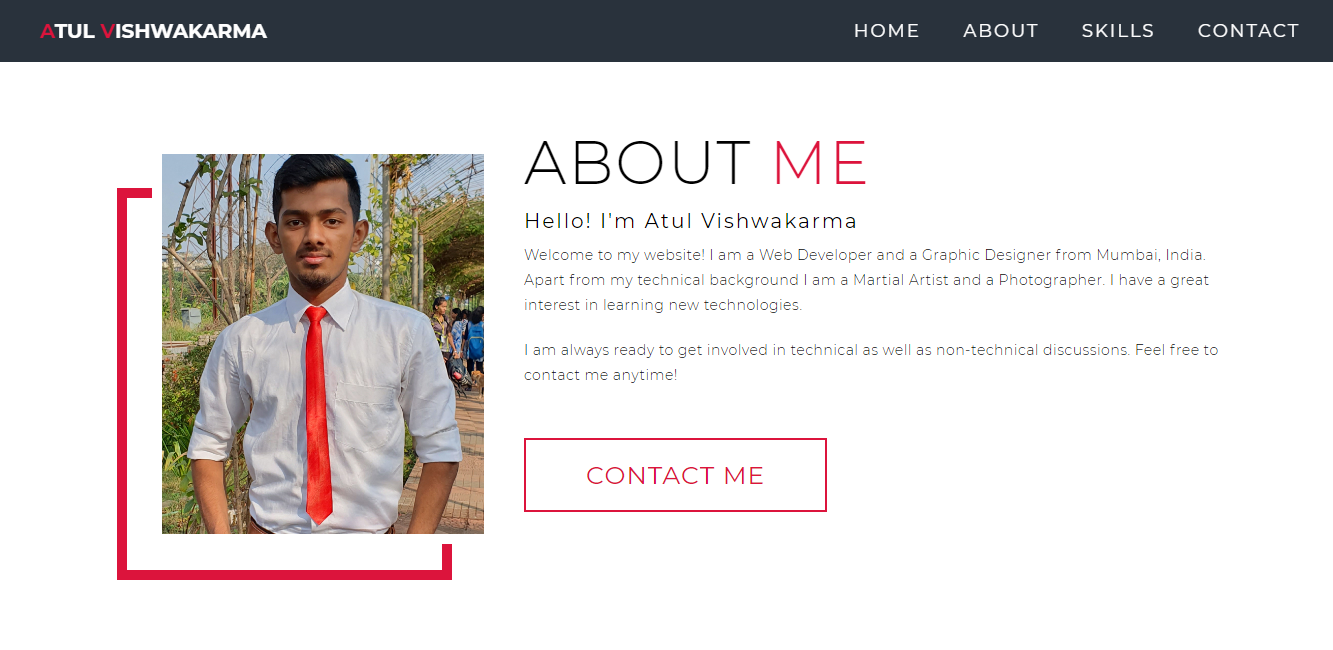 ATUL VISHWAKARMA
HOME ABOUT SKILLS CONTACT
ABOUT ME
Hello! I'm Atul Vishwakarma
Welcome to my website! I am a Web Developer and a Graphic Designer from Mumbai, India.
Apart from my technical background I am a Martial Artist and a Photographer. I have a great
interest in learning new technologies.
I am always ready to get involved in technical as well as non-technical discussions. Feel free to
contact me anytime!
CONTACT ME